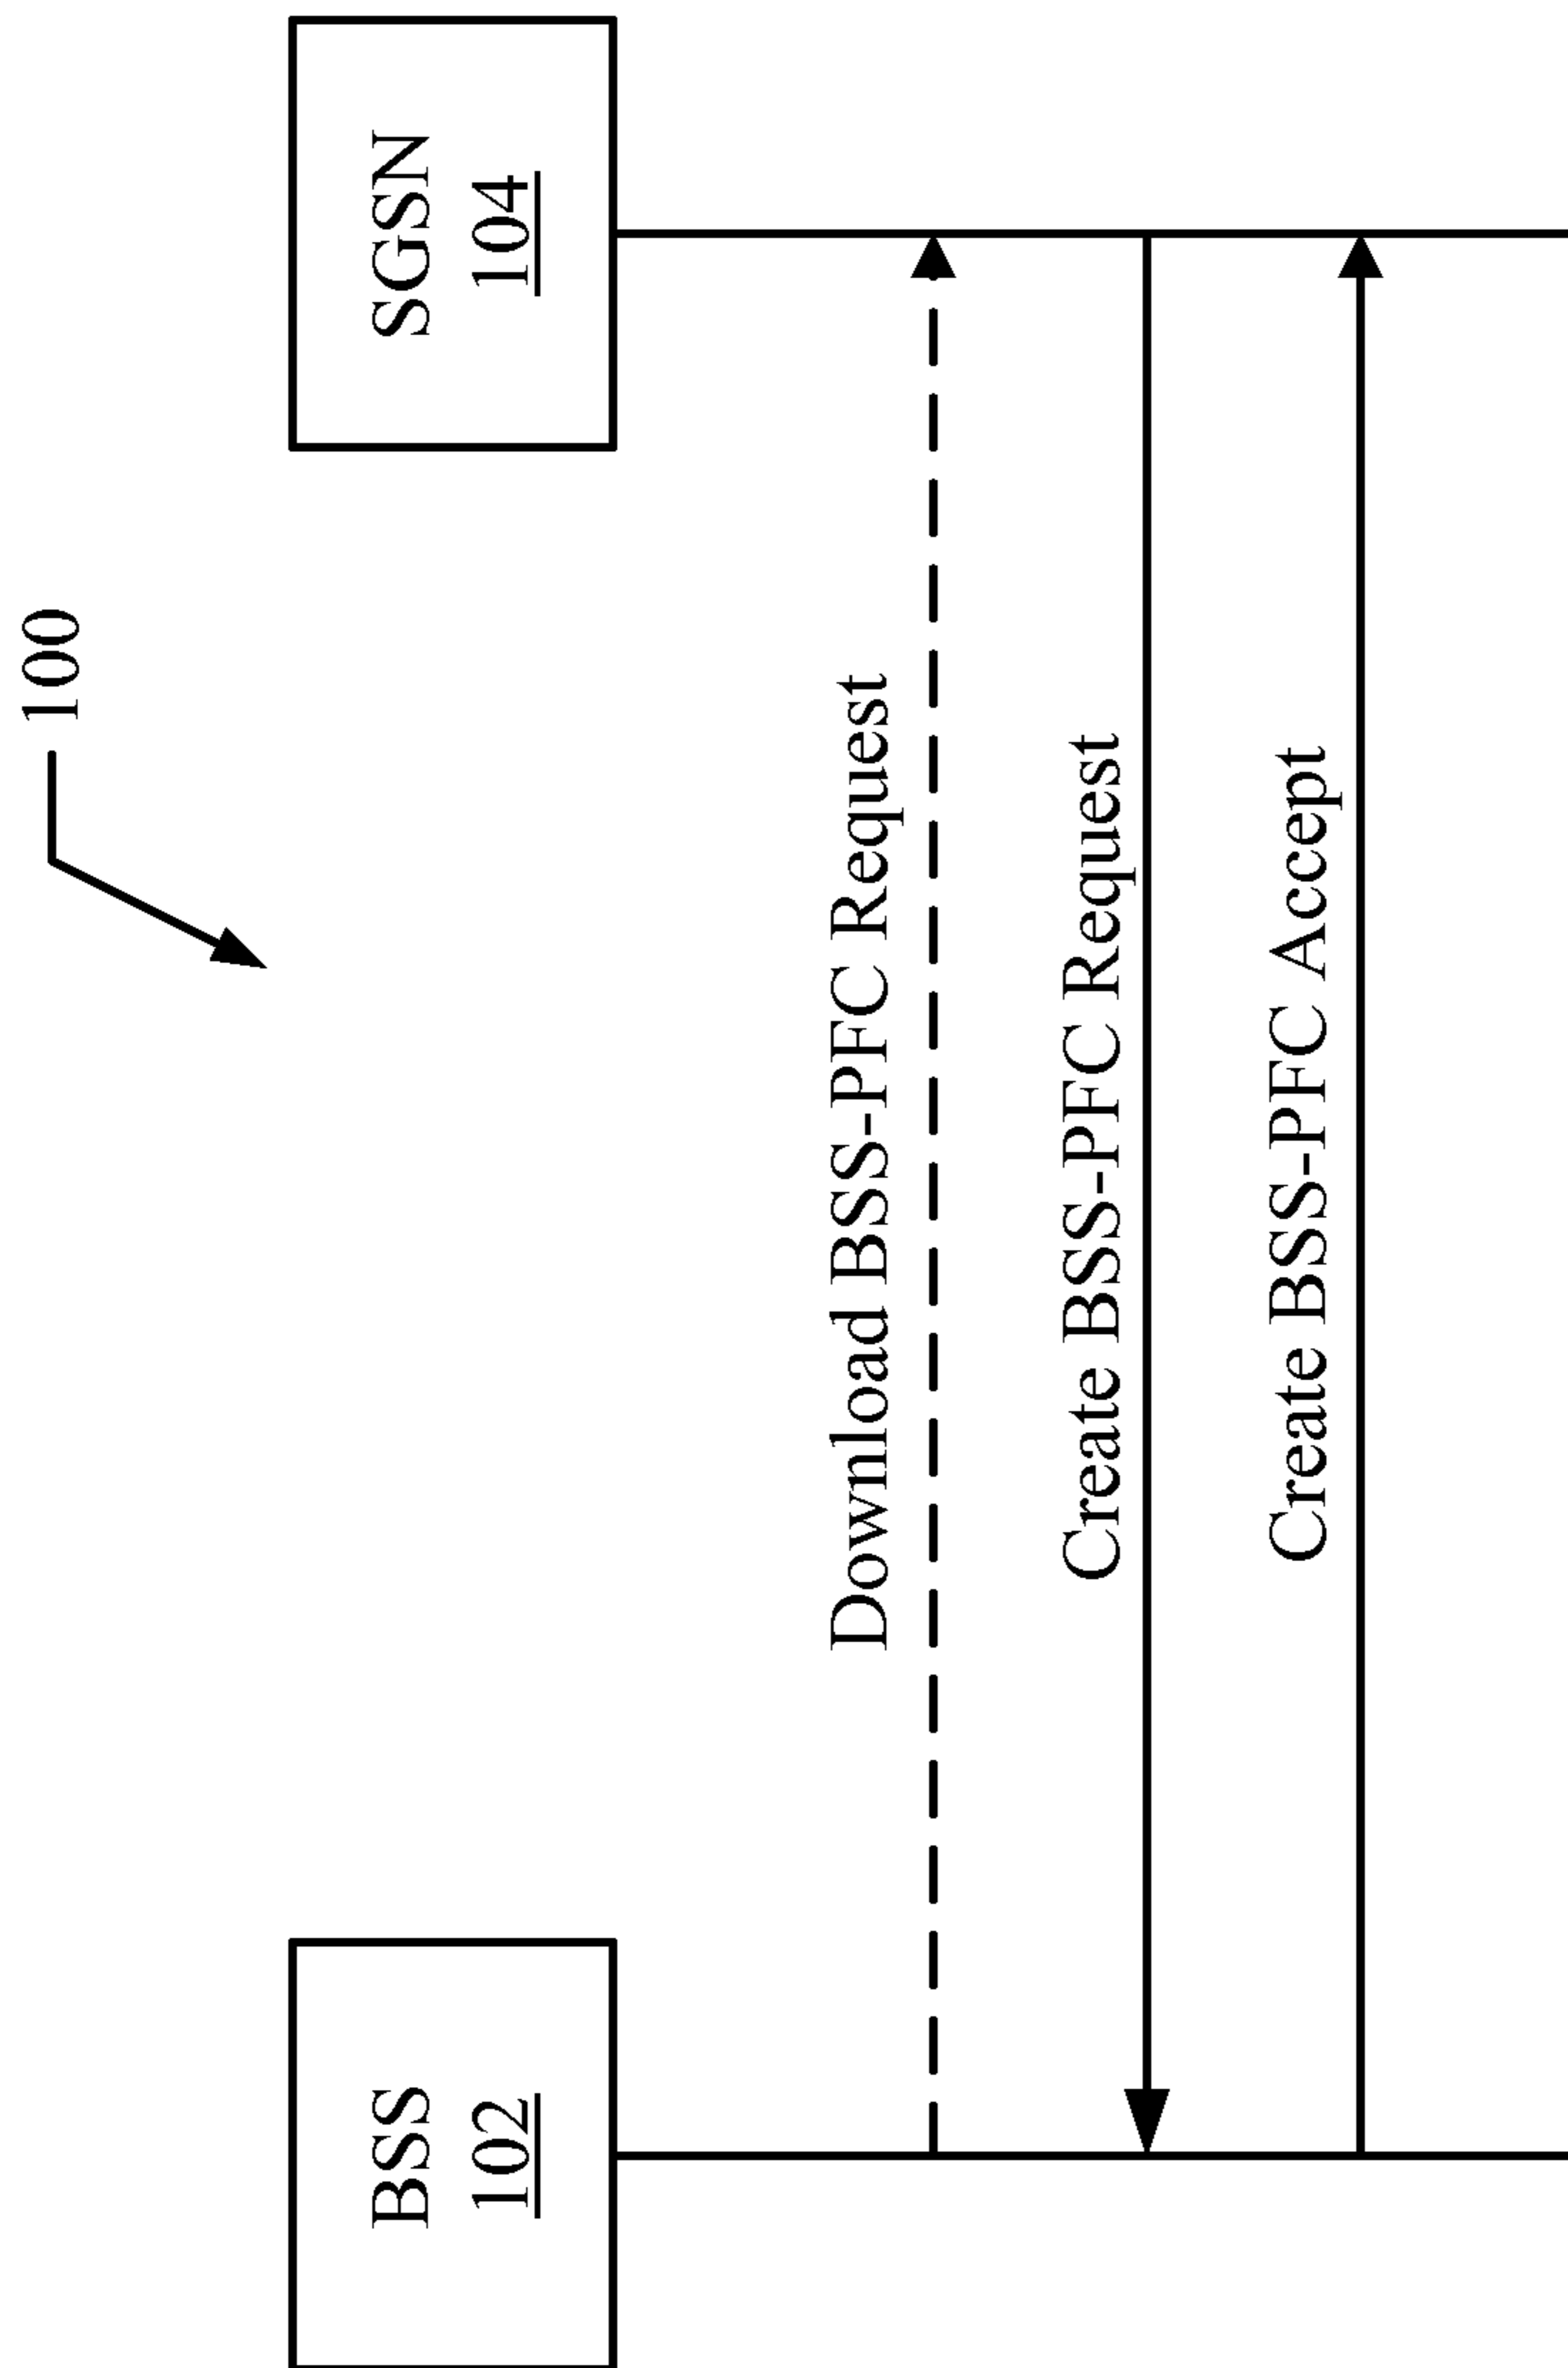 100
BSS
102
SGSN
104
Download BSS-PFC Request
Create BSS-PFC Request
Create BSS-PFC Accept